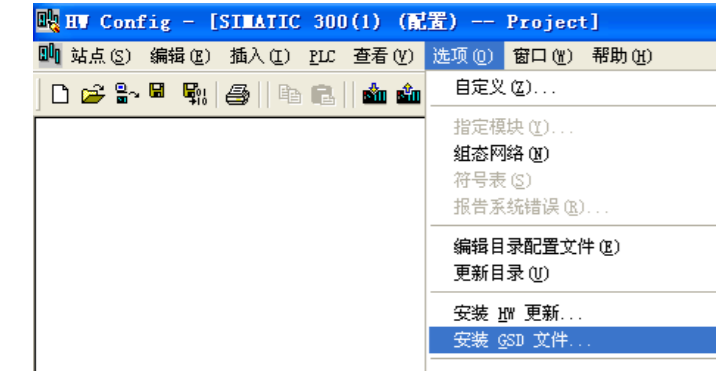 HW Config - [SIMATIC 300(1) (配置) -- Project]
站点(S) 编辑(E) 插入(I) PLC 查看(V) 选项(O) 窗口(W) 帮助(H)
自定义(Z)...
指定模块(Y)...
组态网络(N)
符号表(S)
报告系统错误(R)...
编辑目录配置文件(E)
更新目录(U)
安装 HW 更新...
安装 GSD 文件...